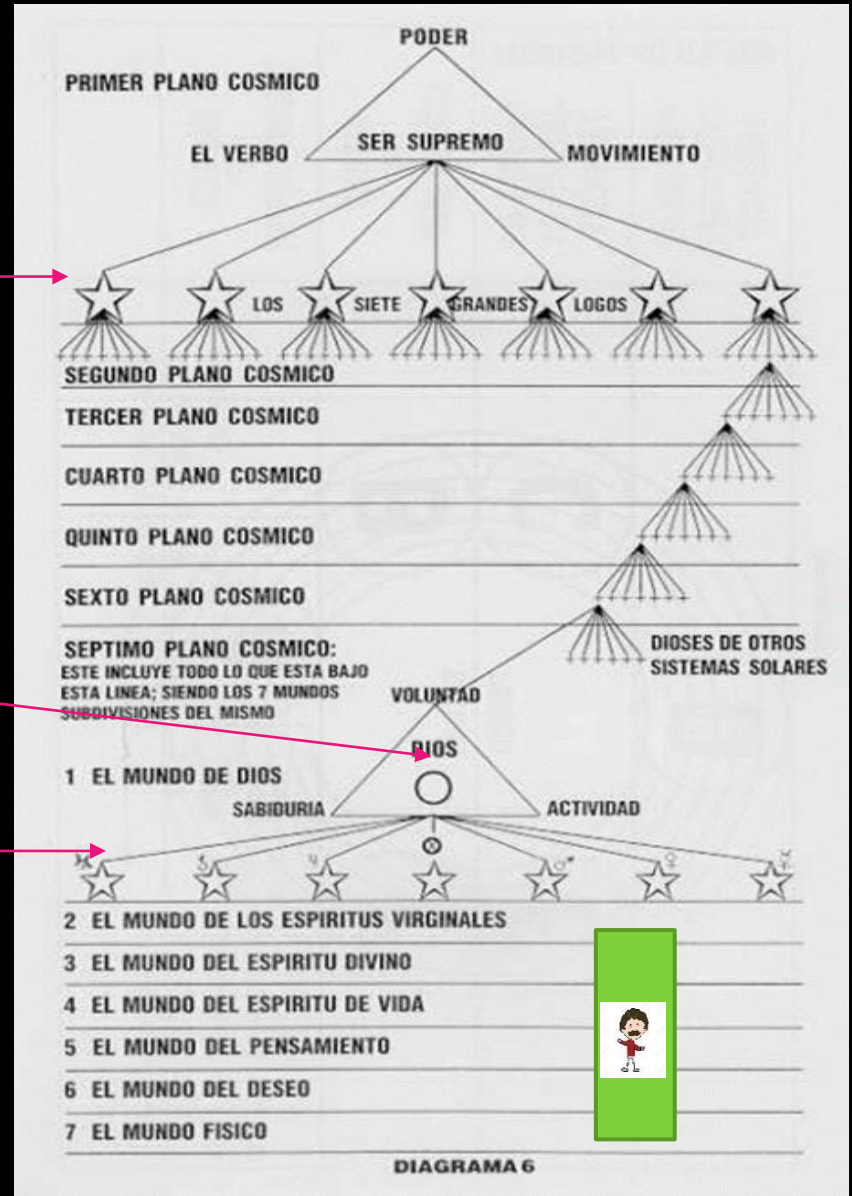 PODER
PRIMER PLANO COSMICO
SER SUPREMO
EL VERBO
MOVIMIENTO
LOS SIETE GRANDES LOGOS
SEGUNDO PLANO COSMICO
TERCER PLANO COSMICO
CUARTO PLANO COSMICO
QUINTO PLANO COSMICO
SEXTO PLANO COSMICO
SEPTIMO PLANO COSMICO:
ESTE INCLUYE TODO LO QUE ESTA BAJO
ESTA LINEA; SIENDO LOS 7 MUNDOS
SUBDIVISIONES DEL MISMO
DIOSES DE OTROS
SISTEMAS SOLARES
VOLUNTAD
DIOS
1 EL MUNDO DE DIOS
SABIDURIA
ACTIVIDAD
2 EL MUNDO DE LOS ESPIRITUS VIRGINALES
3 EL MUNDO DEL ESPIRITU DIVINO
4 EL MUNDO DEL ESPIRITU DE VIDA
5 EL MUNDO DEL PENSAMIENTO
6 EL MUNDO DEL DESEO
7 EL MUNDO FISICO
DIAGRAMA 6